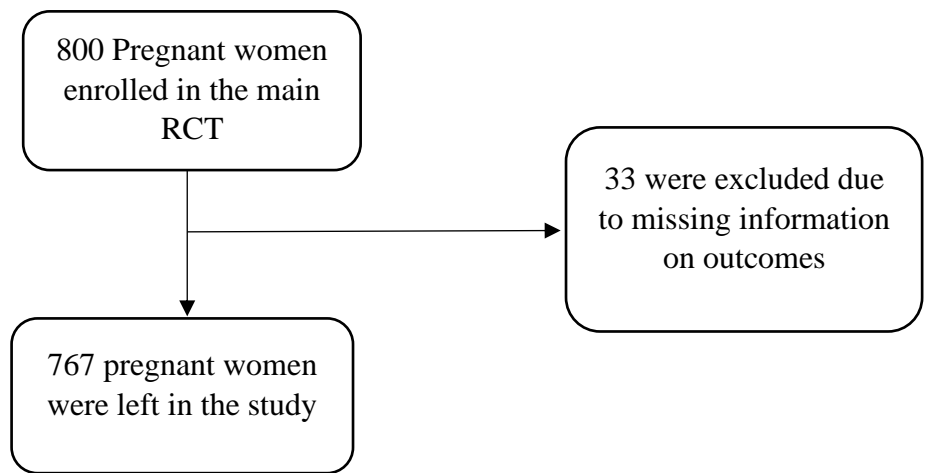 800 Pregnant women
enrolled in the main
RCT
33 were excluded due
to missing information
on outcomes
767 pregnant women
were left in the study